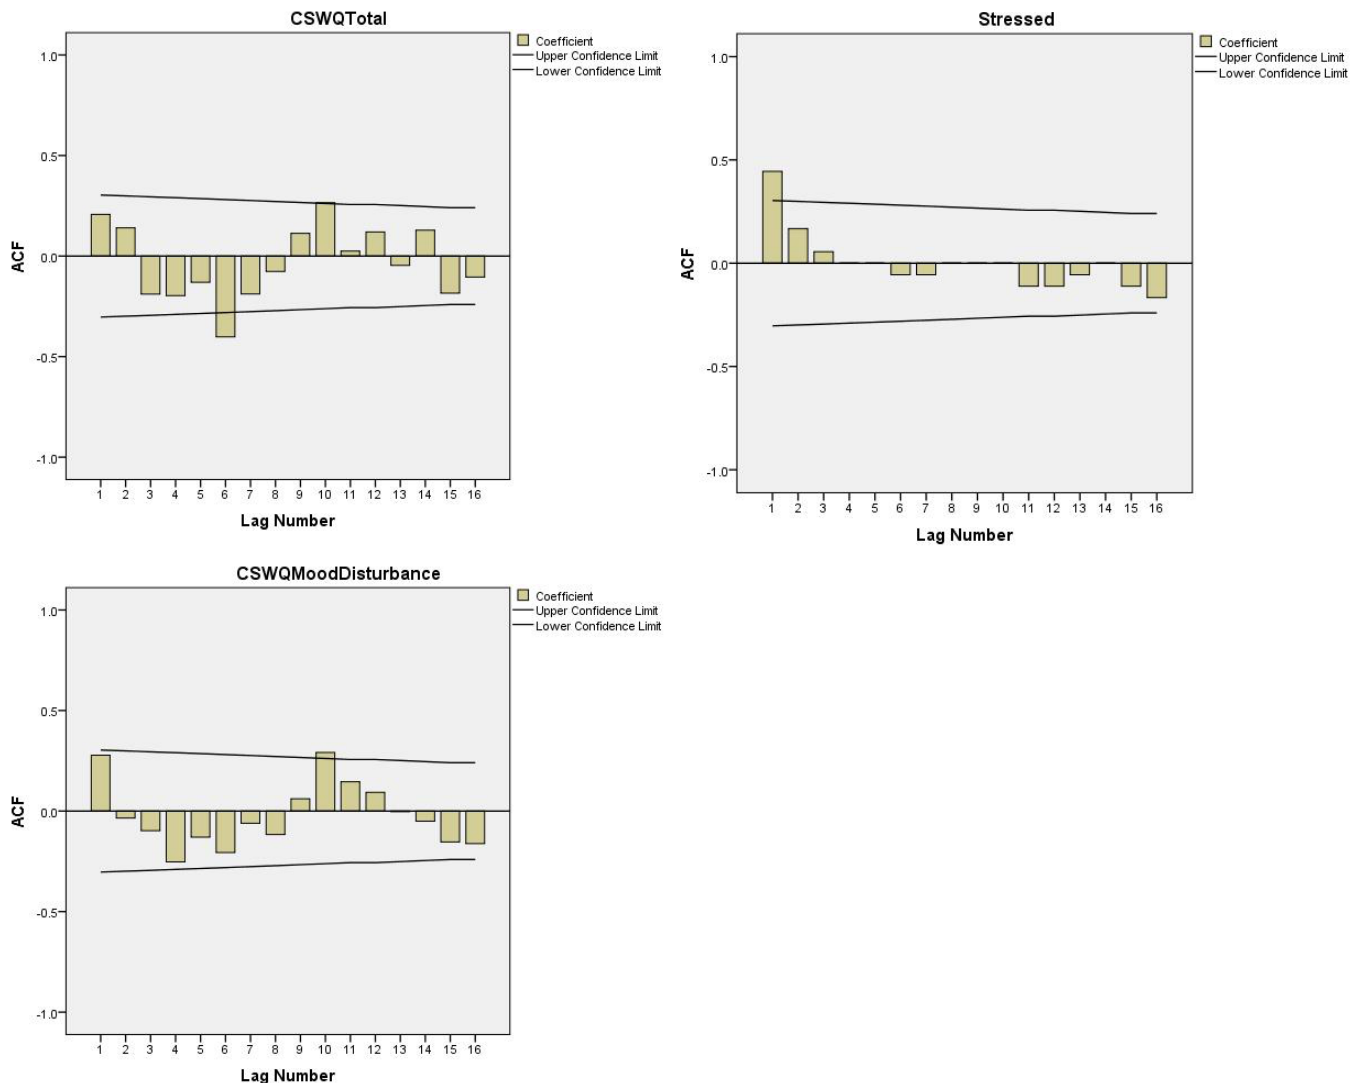 CSWQTotal
Coefficient
Upper Confidence Limit
Lower Confidence Limit
1.0
0.5
0.0
-0.5
-1.0
ACF
1 2 3 4 5 6 7 8 9 10 11 12 13 14 15 16
Lag Number
Stressed
Coefficient
Upper Confidence Limit
Lower Confidence Limit
1.0
0.5
0.0
-0.5
-1.0
ACF
1 2 3 4 5 6 7 8 9 10 11 12 13 14 15 16
Lag Number
CSWQMoodDisturbance
Coefficient
Upper Confidence Limit
Lower Confidence Limit
1.0
0.5
0.0
-0.5
-1.0
ACF
1 2 3 4 5 6 7 8 9 10 11 12 13 14 15 16
Lag Number